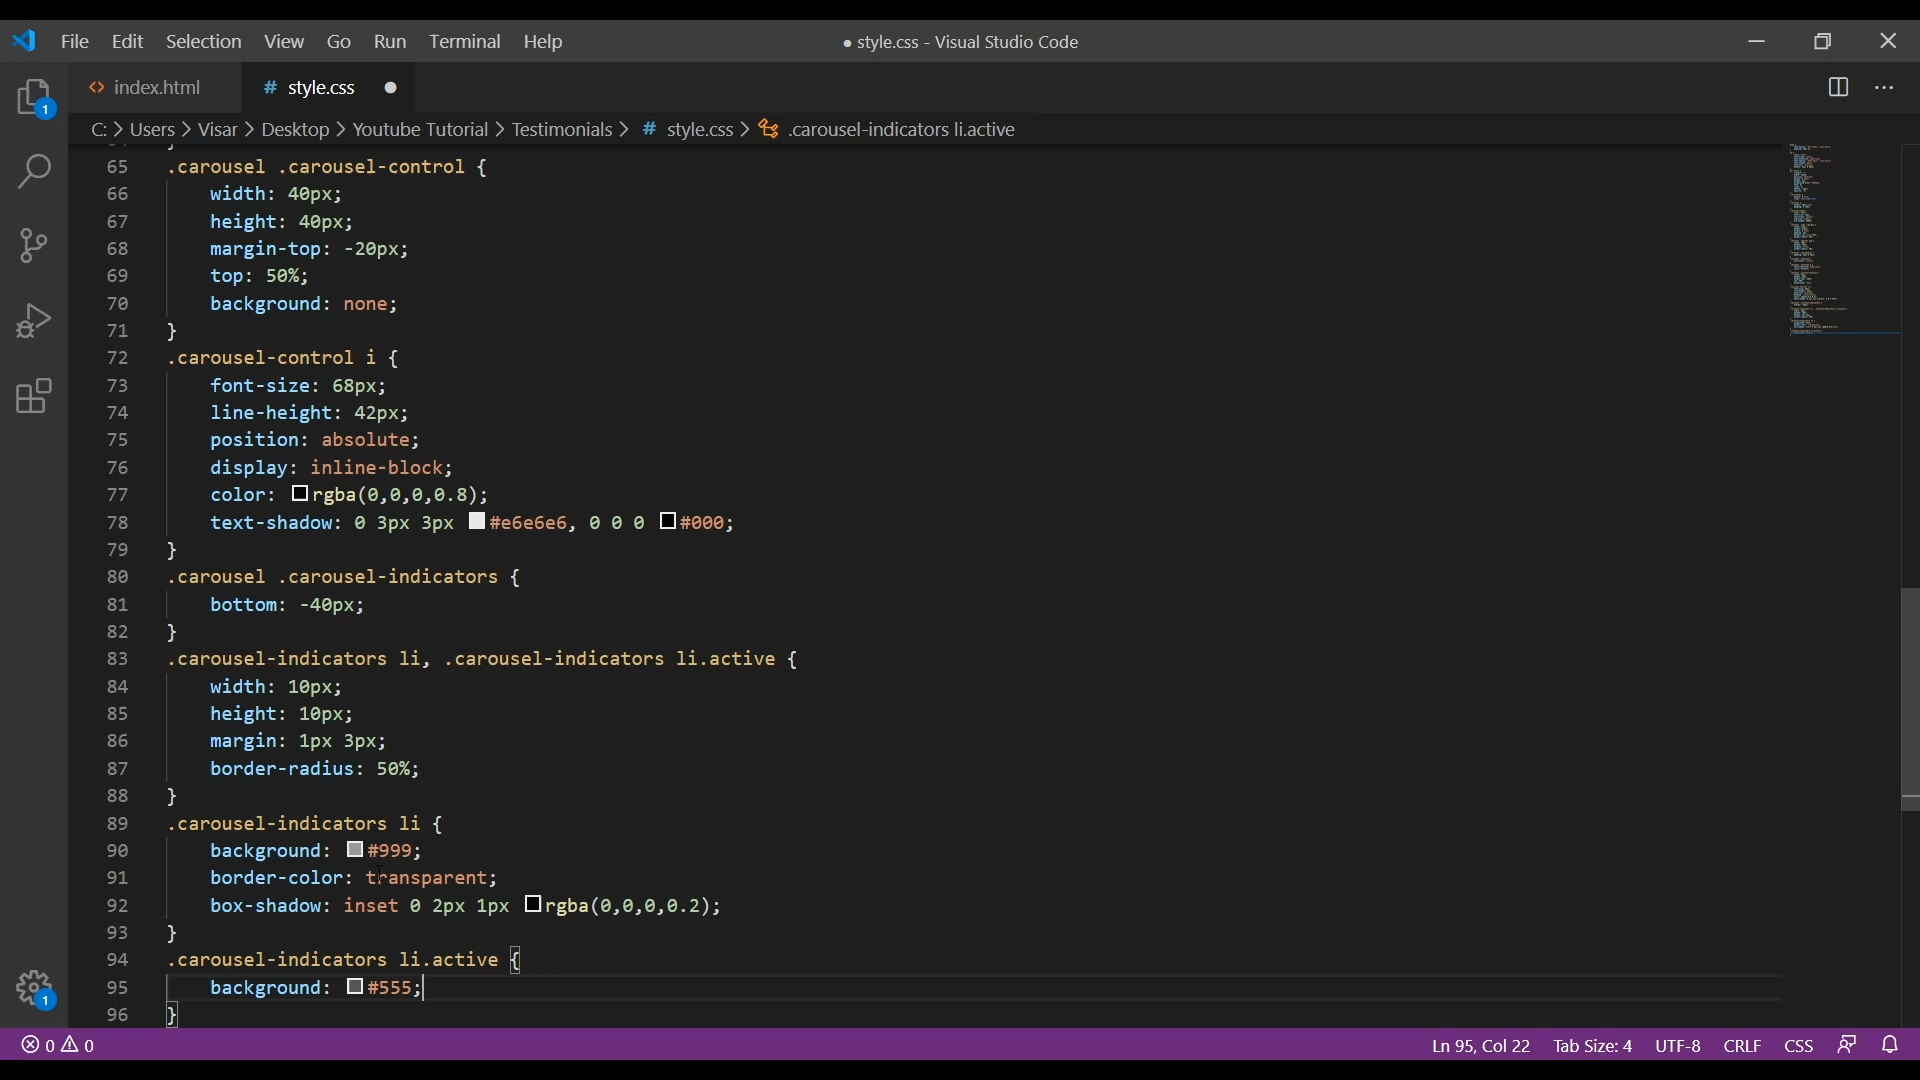 File Edit Selection View Go Run Terminal Help ● style.css - Visual Studio Code
<> index.html # style.css ●
C: > Users > Visar > Desktop > Youtube Tutorial > Testimonials > # style.css > .carousel-indicators li.active
1
65 .carousel .carousel-control {
66 width: 40px;
67 height: 40px;
68 margin-top: -20px;
69 top: 50%;
70 background: none;
71 }
72 .carousel-control i {
73 font-size: 68px;
74 line-height: 42px;
75 position: absolute;
76 display: inline-block;
77 color: rgba(0,0,0,0.8);
78 text-shadow: 0 3px 3px #e6e6e6, 0 0 0 #000;
79 }
80 .carousel .carousel-indicators {
81 bottom: -40px;
82 }
83 .carousel-indicators li, .carousel-indicators li.active {
84 width: 10px;
85 height: 10px;
86 margin: 1px 3px;
87 border-radius: 50%;
88 }
89 .carousel-indicators li {
90 background: #999;
91 border-color: transparent;
92 box-shadow: inset 0 2px 1px rgba(0,0,0,0.2);
93 }
94 .carousel-indicators li.active {
95 background: #555;
96 }
1
0 0 Ln 95, Col 22 Tab Size: 4 UTF-8 CRLF CSS